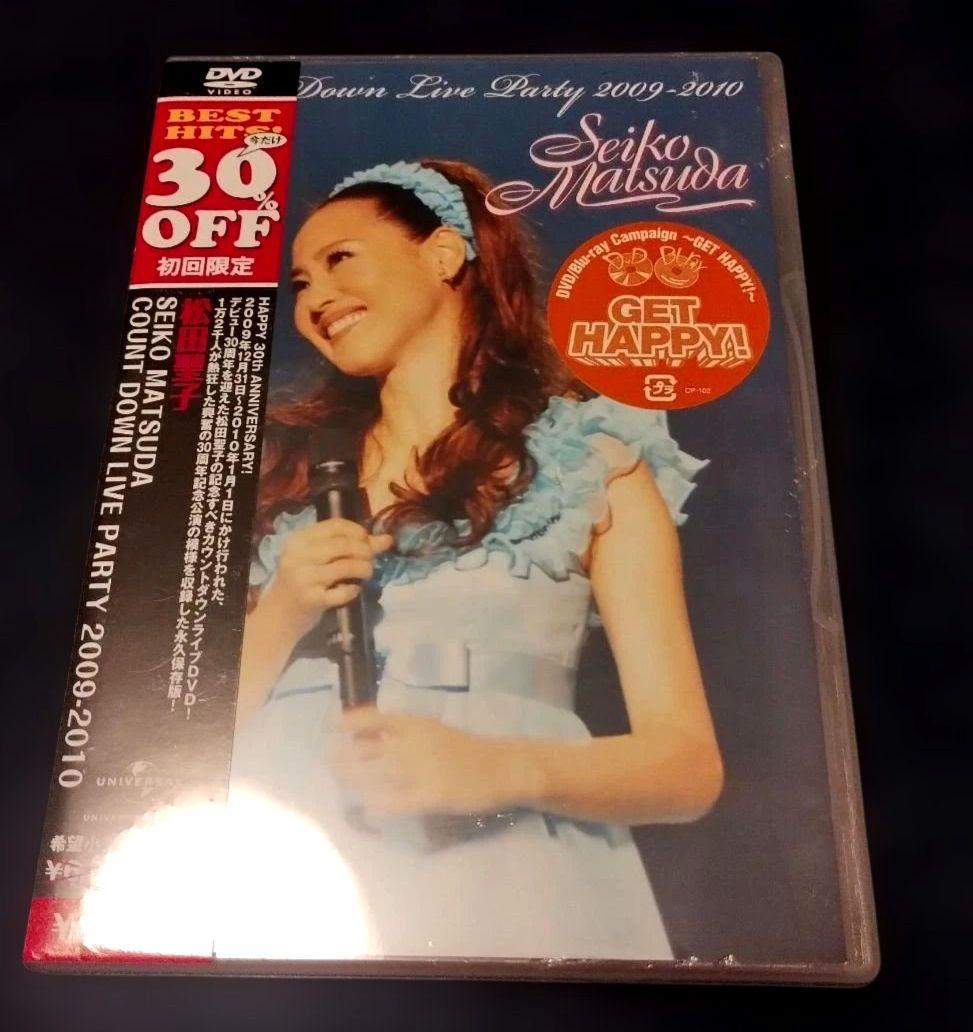 DVD
VIDEO
BEST
HITS!
今だけ
30%
OFF
初回限定
Down Live Party 2009-2010
Seiko
Matsuda
DVD/Blu-ray Campaign ～GET HAPPY!～
DVD Blu-ray
GET
HAPPY!
プラ
CP-102
HAPPY 30th ANNIVERSARY!
2009年12月31日～2010年1月1日にかけ行われた、
デビュー30周年を迎えた松田聖子の記念すべきカウントダウンライブDVD！
1万2千人が熱狂した興奮の30周年記念公演の模様を収録した永久保存版！
松田聖子
SEIKO MATSUDA
COUNT DOWN LIVE PARTY 2009-2010
UNIVERSAL